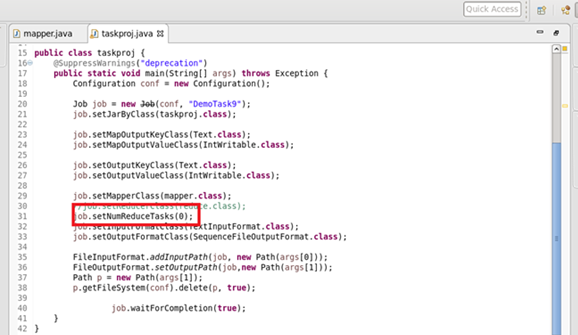 Quick Access
mapper.java taskproj.java
15 public class taskproj {
16 @SuppressWarnings("deprecation")
17 public static void main(String[] args) throws Exception {
18 Configuration conf = new Configuration();
19
20 Job job = new Job(conf, "DemoTask9");
21 job.setJarByClass(taskproj.class);
22
23 job.setMapOutputKeyClass(Text.class);
24 job.setMapOutputValueClass(IntWritable.class);
25
26 job.setOutputKeyClass(Text.class);
27 job.setOutputValueClass(IntWritable.class);
28
29 job.setMapperClass(mapper.class);
30 //job.setReducerClass(reduce.class);
31 job.setNumReduceTasks(0);
32 job.setInputFormatClass(TextInputFormat.class);
33 job.setOutputFormatClass(SequenceFileOutputFormat.class);
34
35 FileInputFormat.addInputPath(job, new Path(args[0]));
36 FileOutputFormat.setOutputPath(job,new Path(args[1]));
37 Path p = new Path(args[1]);
38 p.getFileSystem(conf).delete(p, true);
39
40 job.waitForCompletion(true);
41 }
42 }